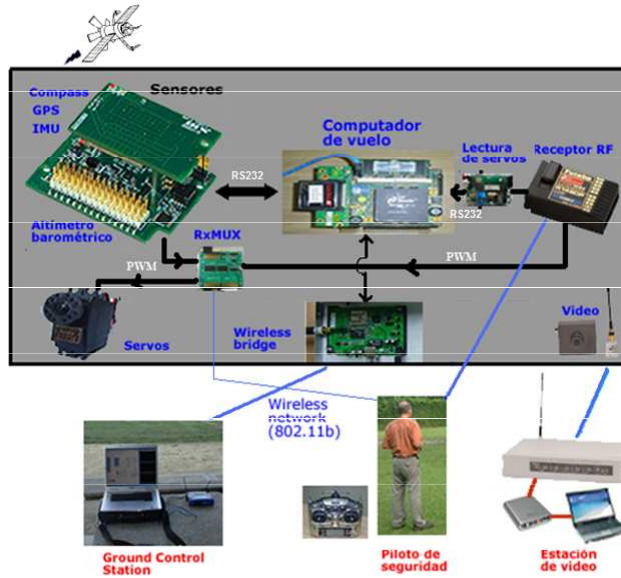 Sensores
Compass
GPS
IMU
Altímetro
barométrico
RS232
Computador
de vuelo
Lectura
de servos
RS232
Receptor RF
RxMUX
PWM
PWM
Servos
Wireless
bridge
Video
Wireless
network
(802.11b)
Ground Control
Station
Piloto de
seguridad
Estación
de video